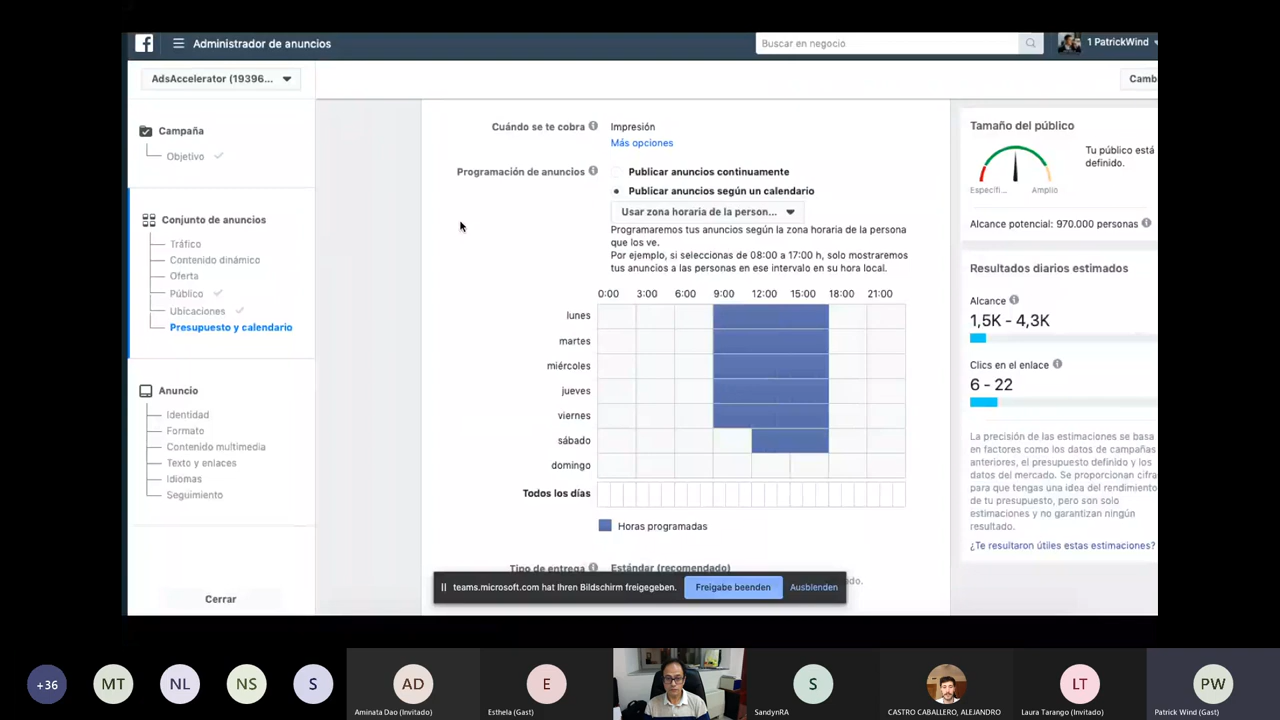 Administrador de anuncios
Buscar en negocio
1 PatrickWind
AdsAccelerator (19396...
Camb
Campaña
Objetivo
Conjunto de anuncios
Tráfico
Contenido dinámico
Oferta
Público
Ubicaciones
Presupuesto y calendario
Anuncio
Identidad
Formato
Contenido multimedia
Texto y enlaces
Idiomas
Seguimiento
Cerrar
Cuándo se te cobra
Impresión
Más opciones
Programación de anuncios
Publicar anuncios continuamente
Publicar anuncios según un calendario
Usar zona horaria de la person...
Programaremos tus anuncios según la zona horaria de la persona
que los ve.
Por ejemplo, si seleccionas de 08:00 a 17:00 h, solo mostraremos
tus anuncios a las personas en ese intervalo en su hora local.
0:00 3:00 6:00 9:00 12:00 15:00 18:00 21:00
lunes
martes
miércoles
jueves
viernes
sábado
domingo
Todos los días
Horas programadas
Tipo de entrega
Estándar (recomendado)
teams.microsoft.com hat Ihren Bildschirm freigegeben.
Freigabe beenden
Ausblenden
Tamaño del público
Tu público está
definido.
Específi...
Amplio
Alcance potencial: 970.000 personas
Resultados diarios estimados
Alcance
1,5K - 4,3K
Clics en el enlace
6 - 22
La precisión de las estimaciones se basa
en factores como los datos de campañas
anteriores, el presupuesto definido y los
datos del mercado. Se proporcionan cifra
para que tengas una idea del rendimiento
de tu presupuesto, pero son solo
estimaciones y no garantizan ningún
resultado.
¿Te resultaron útiles estas estimaciones?
+36
MT
NL
NS
S
AD
Aminata Dao (Invitado)
E
Esthela (Gast)
S
SandynRA
CASTRO CABALLERO, ALEJANDRO
LT
Laura Tarango (Invitado)
PW
Patrick Wind (Gast)